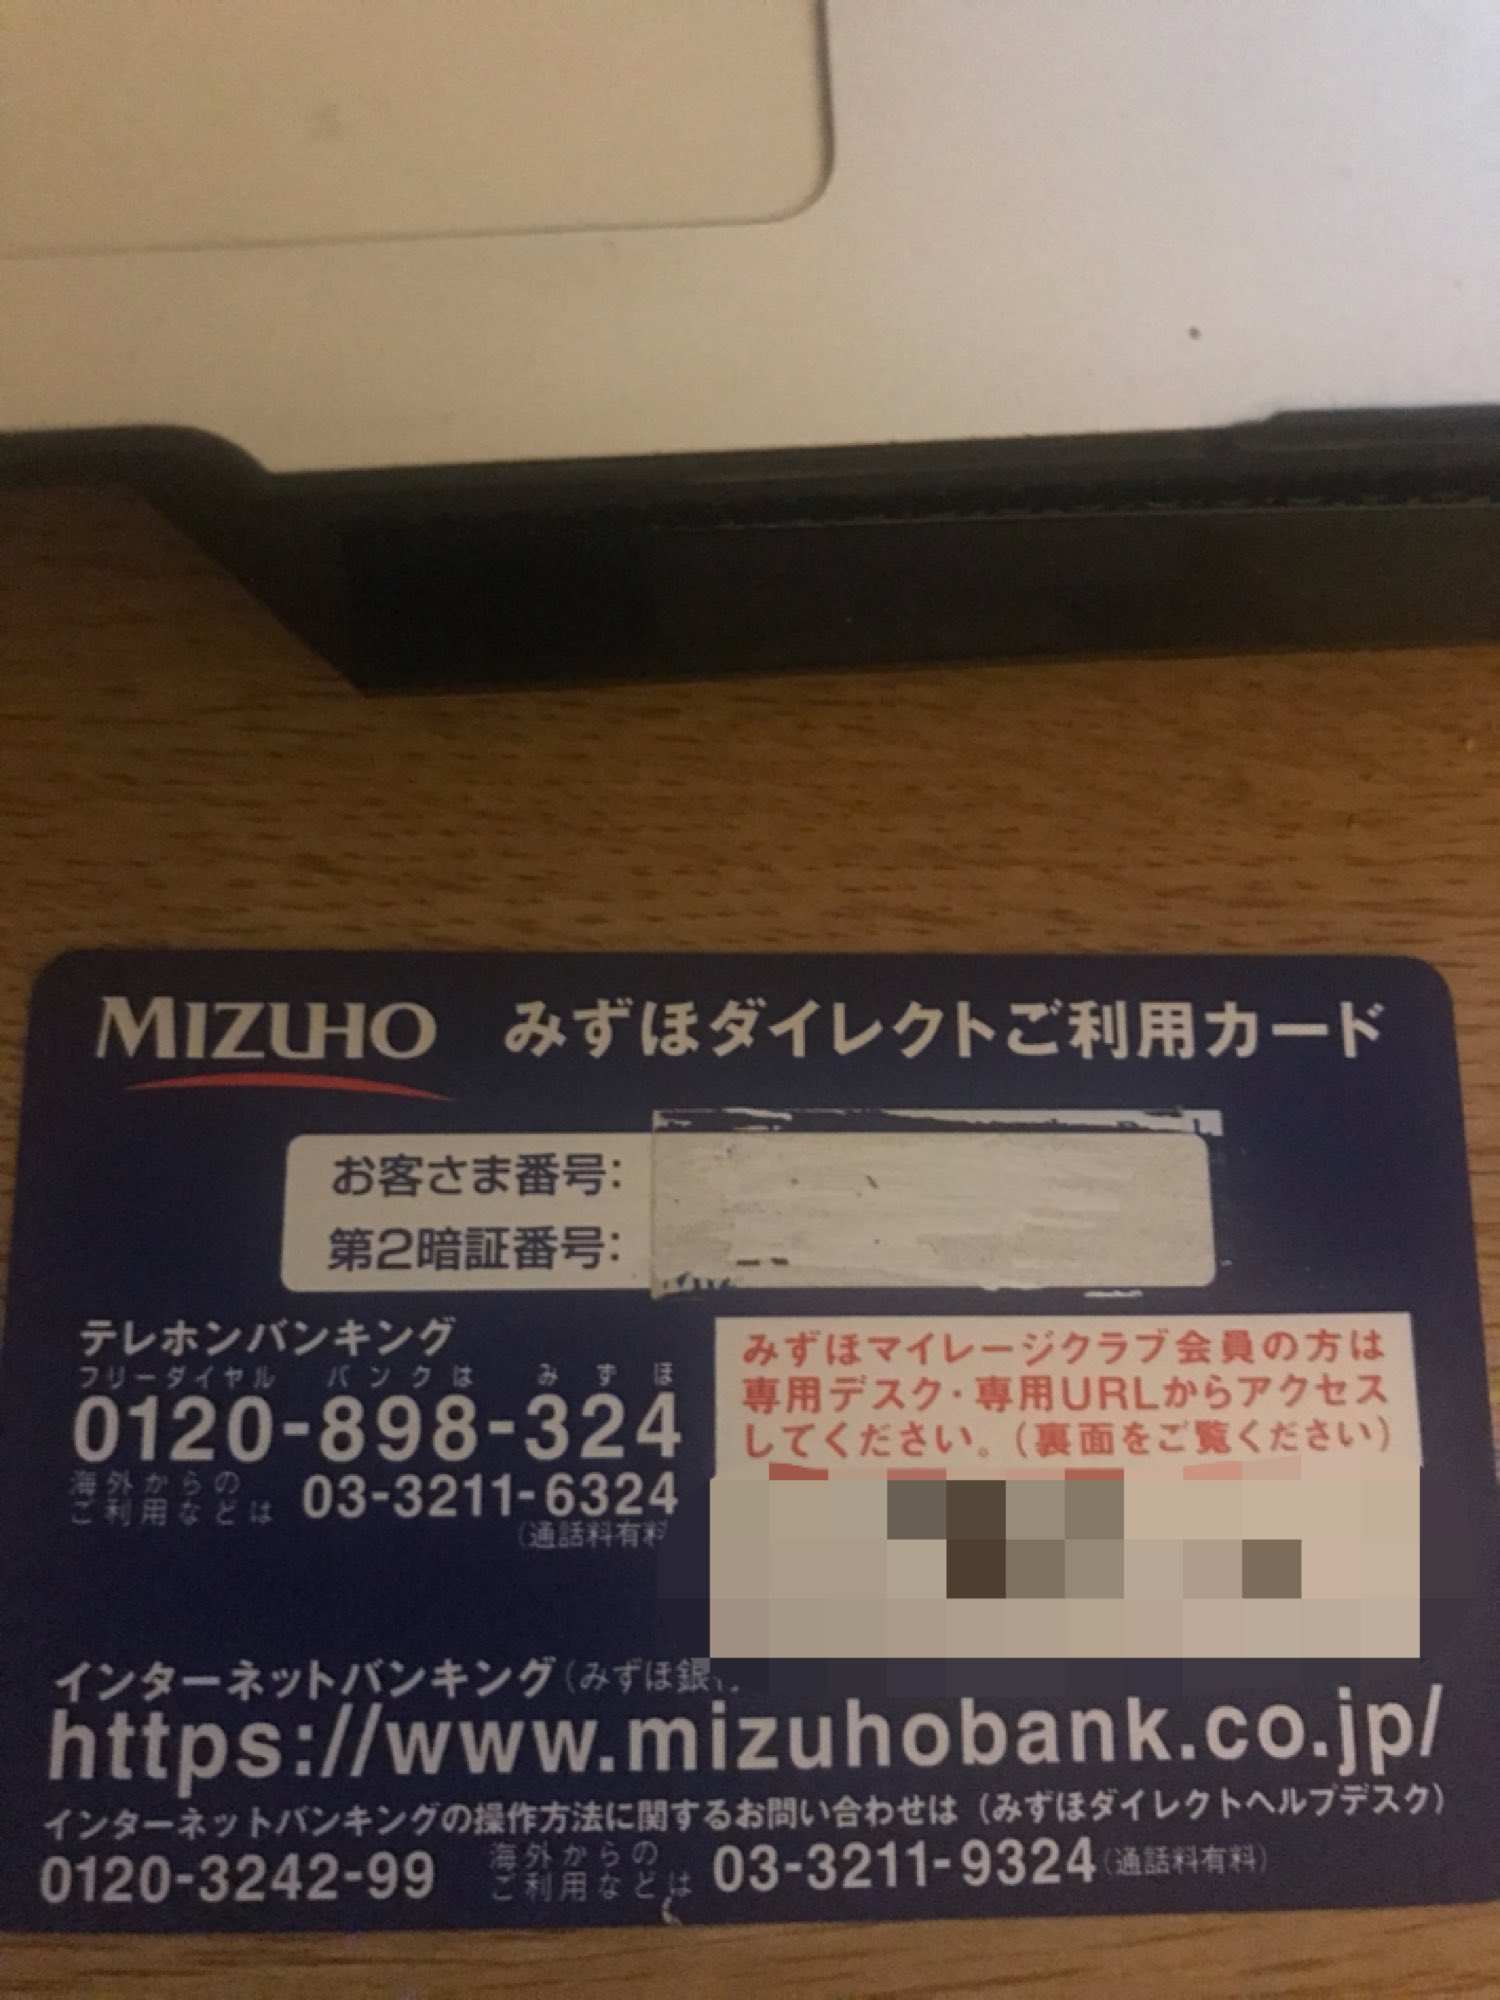 MIZUHO みずほダイレクトご利用カード
お客さま番号:
第2暗証番号:
テレホンバンキング
フリーダイヤル バンクは みずほ
0120-898-324
海外からの
ご利用などは 03-3211-6324
(通話料有料
みずほマイレージクラブ会員の方は
専用デスク・専用URLからアクセス
してください。(裏面をご覧ください)
インターネットバンキング(みずほ銀
https://www.mizuhobank.co.jp/
インターネットバンキングの操作方法に関するお問い合わせは(みずほダイレクトヘルプデスク)
0120-3242-99 海外からの
ご利用などは 03-3211-9324(通話料有料)